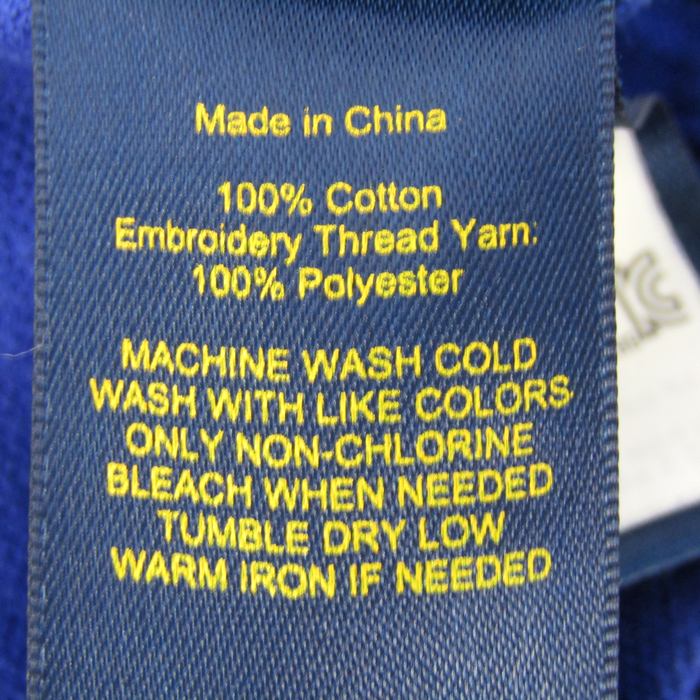 Made in China
100% Cotton
Embroidery Thread Yarn:
100% Polyester
MACHINE WASH COLD
WASH WITH LIKE COLORS
ONLY NON-CHLORINE
BLEACH WHEN NEEDED
TUMBLE DRY LOW
WARM IRON IF NEEDED